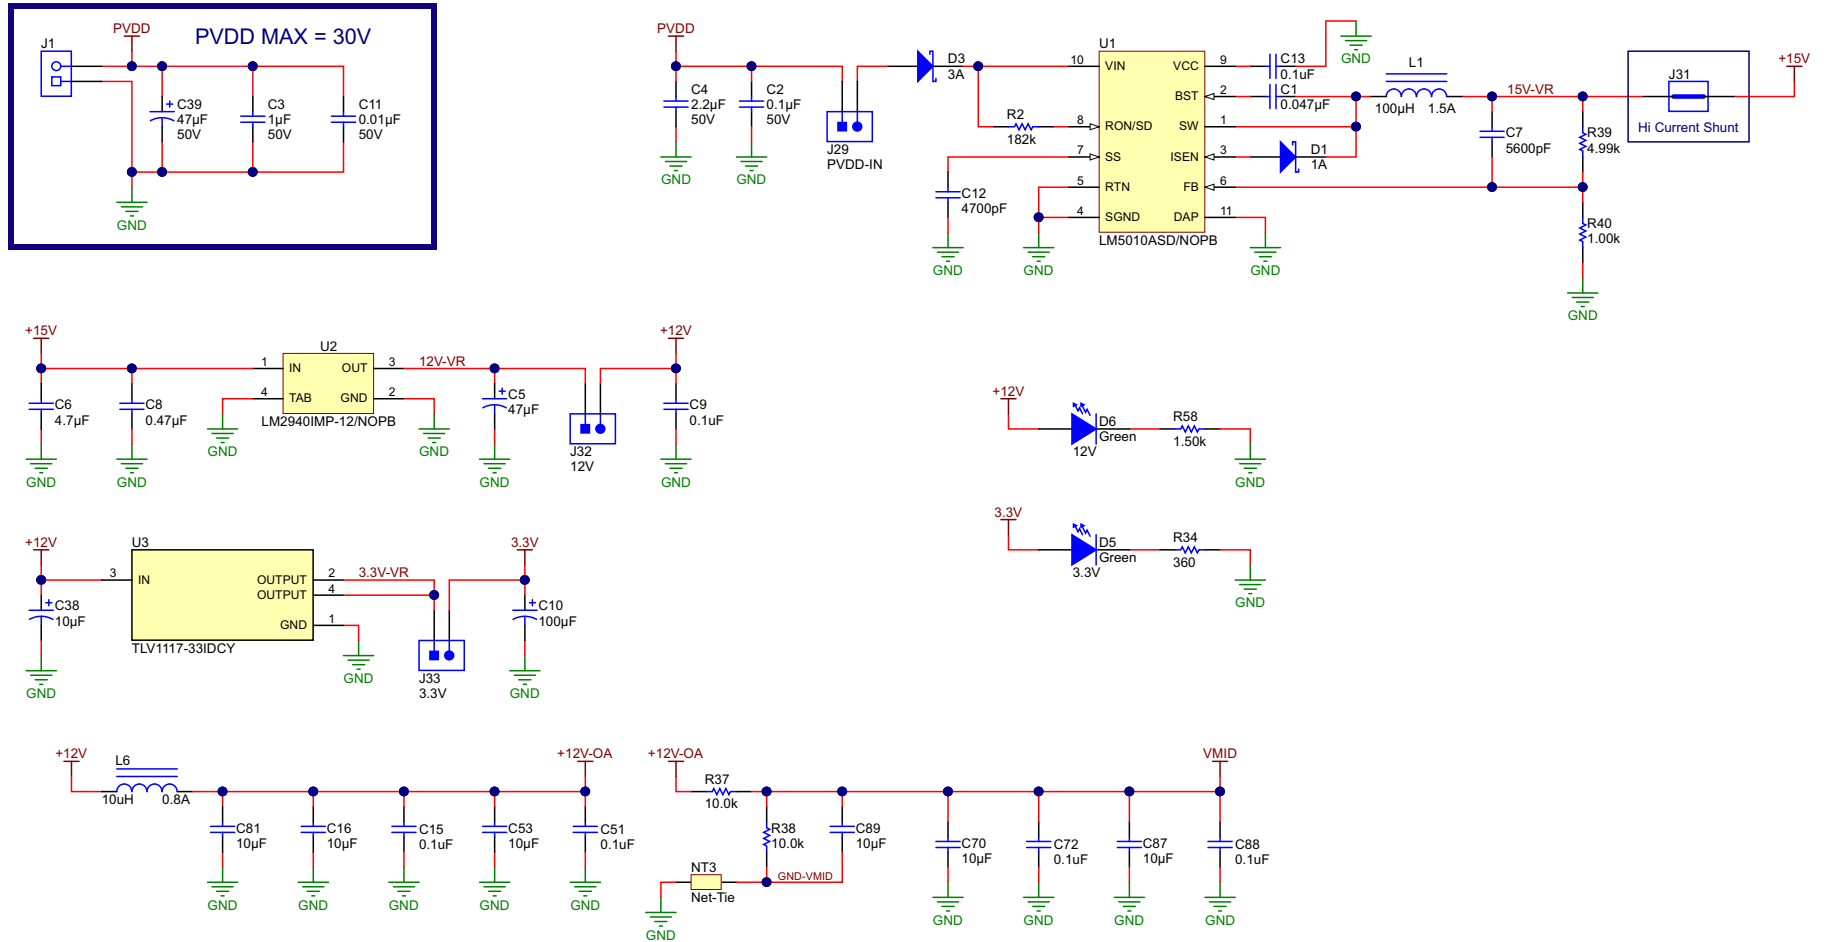 PVDD MAX = 30V
J1
PVDD
C39
47µF
50V
C3
1µF
50V
C11
0.01µF
50V
GND
PVDD
C4
2.2µF
50V
C2
0.1µF
50V
GND
GND
J29
PVDD-IN
D3
3A
R2
182k
C12
4700pF
GND
GND
U1
10 VIN
8 RON/SD
7 SS
5 RTN
4 SGND
VCC 9
BST 2
SW 1
ISEN 3
FB 6
DAP 11
LM5010ASD/NOPB
GND
C13
0.1uF
GND
C1
0.047µF
D1
1A
L1
100µH 1.5A
15V-VR
C7
5600pF
R39
4.99k
R40
1.00k
GND
J31
Hi Current Shunt
+15V
+15V
C6
4.7µF
GND
C8
0.47µF
GND
U2
1 IN OUT 3
4 TAB GND 2
LM2940IMP-12/NOPB
GND
GND
12V-VR
C5
47µF
GND
J32
12V
+12V
C9
0.1uF
GND
+12V
D6
Green
12V
R58
1.50k
GND
3.3V
D5
Green
3.3V
R34
360
GND
+12V
C38
10µF
GND
U3
3 IN
OUTPUT 2
OUTPUT 4
GND 1
TLV1117-33IDCY
GND
3.3V-VR
J33
3.3V
3.3V
C10
100µF
GND
+12V
L6
10uH 0.8A
C81
10µF
GND
C16
10µF
GND
C15
0.1uF
GND
C53
10µF
GND
+12V-OA
C51
0.1uF
GND
+12V-OA
R37
10.0k
R38
10.0k
C89
10µF
NT3
Net-Tie
GND-VMID
GND
C70
10µF
GND
C72
0.1uF
GND
C87
10µF
GND
VMID
C88
0.1uF
GND